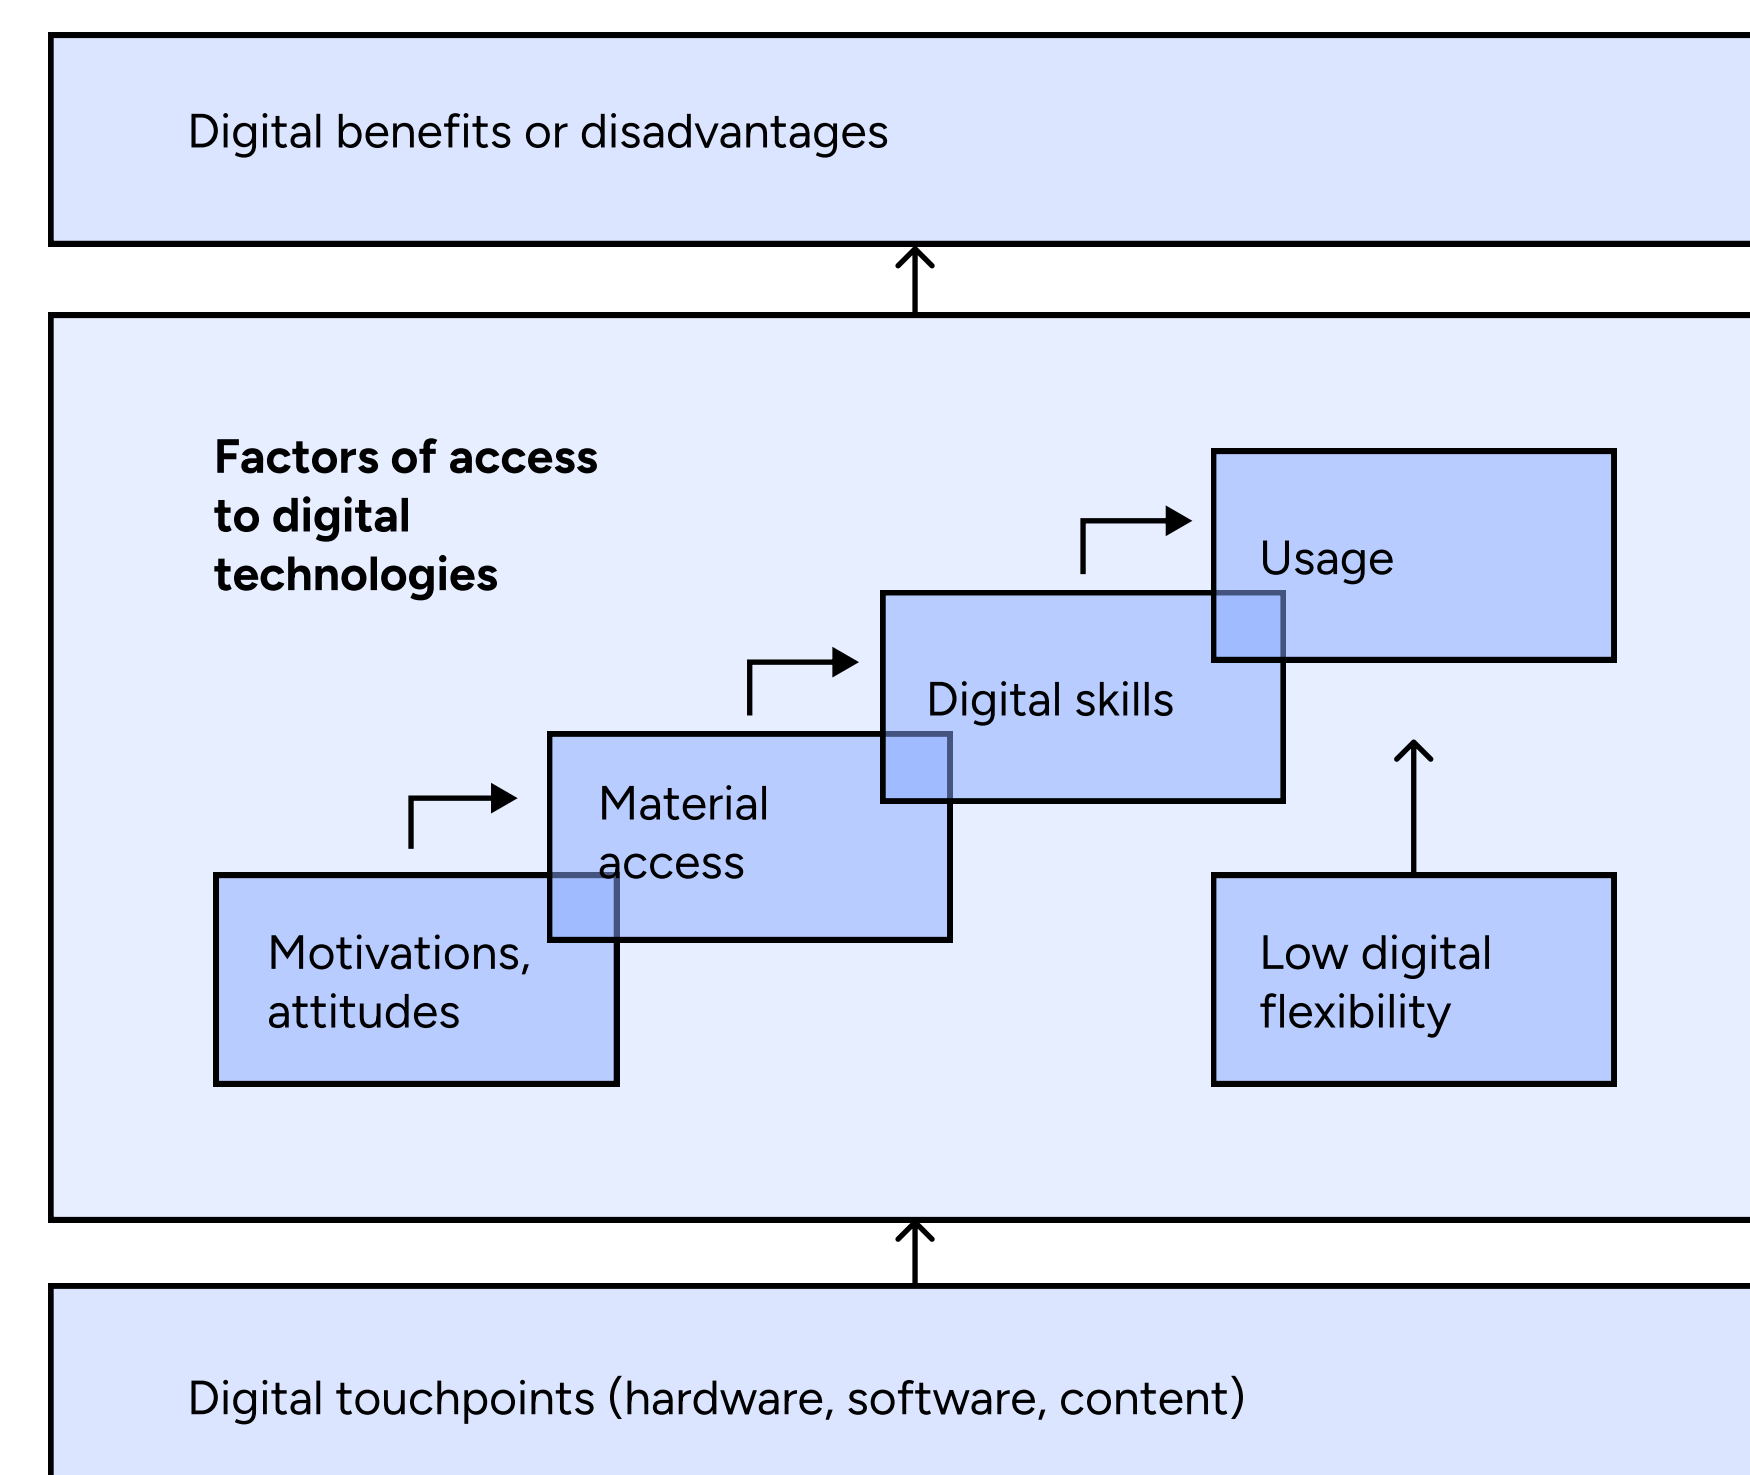 Digital benefits or disadvantages
Factors of access
to digital
technologies
Usage
Digital skills
Material
access
Motivations,
attitudes
Low digital
flexibility
Digital touchpoints (hardware, software, content)